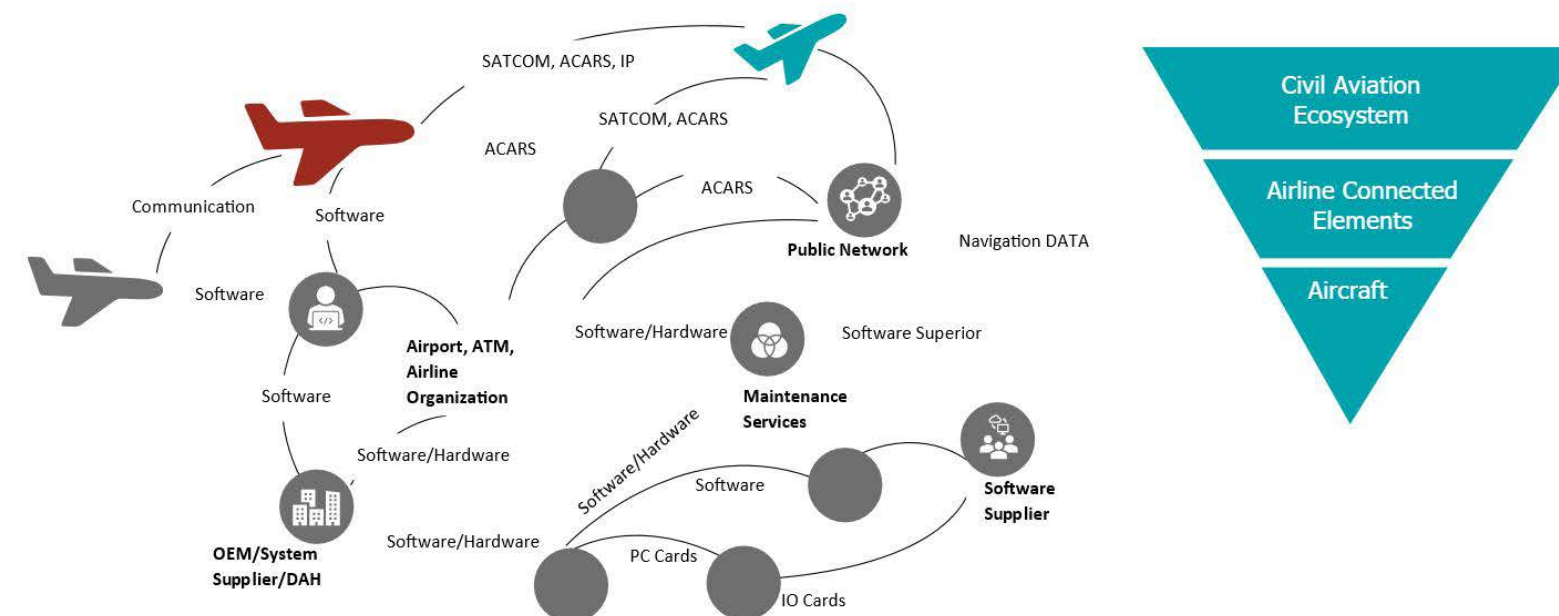 SATCOM, ACARS, IP
SATCOM, ACARS
ACARS
ACARS
Communication
Software
Public Network
Navigation DATA
Software
Airport, ATM,
Airline
Organization
Software/Hardware
Software Superior
Software
Maintenance
Services
Software/Hardware
Software/Hardware
Software
Software
Supplier
OEM/System
Supplier/DAH
Software/Hardware
PC Cards
IO Cards
Civil Aviation
Ecosystem
Airline Connected
Elements
Aircraft